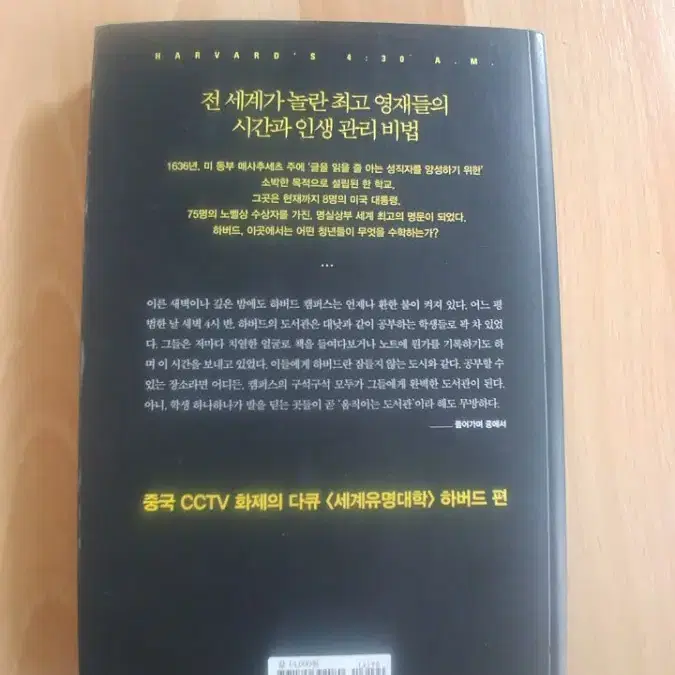 HARVARD'S 4:30 A.M.
전 세계가 놀란 최고 영재들의
시간과 인생 관리 비법
1636년, 미 동부 매사추세츠 주에 '글을 읽을 줄 아는 성직자를 양성하기 위한'
소박한 목적으로 설립된 한 학교.
그곳은 현재까지 8명의 미국 대통령,
75명의 노벨상 수상자를 가진, 명실상부 세계 최고의 명문이 되었다.
하버드, 이곳에서는 어떤 청년들이 무엇을 수학하는가?
...
이른 새벽이나 깊은 밤에도 하버드 캠퍼스는 언제나 환한 불이 켜져 있다. 어느 평
범한 날 새벽 4시 반, 하버드의 도서관은 대낮과 같이 공부하는 학생들로 꽉 차 있었
다. 그들은 저마다 치열한 얼굴로 책을 들여다보거나 노트에 뭔가를 기록하기도 하
며 이 시간을 보내고 있었다. 이들에게 하버드란 잠들지 않는 도시와 같다. 공부할 수
있는 장소라면 어디든, 캠퍼스의 구석구석 모두가 그들에게 완벽한 도서관이 된다.
아니, 학생 하나하나가 발을 딛는 곳들이 곧 '움직이는 도서관'이라 해도 무방하다.
들어가며 중에서
중국 CCTV 화제의 다큐 〈세계유명대학〉 하버드 편